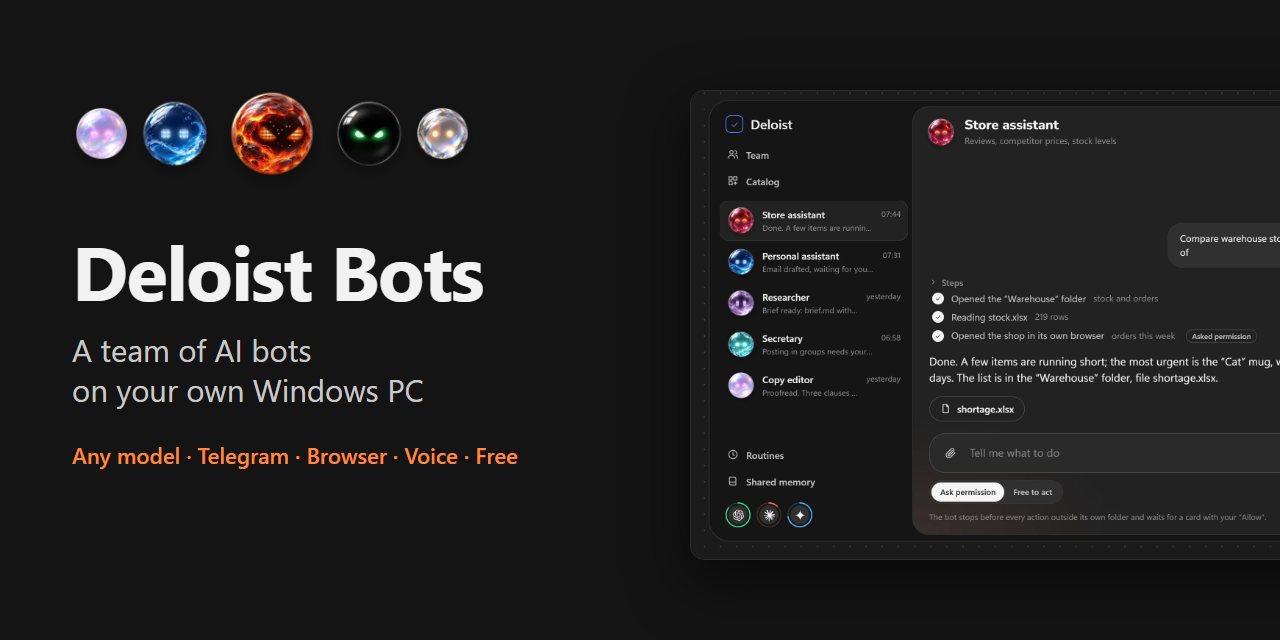 Deloist Bots
A team of AI bots
on your own Windows PC
Any model · Telegram · Browser · Voice · Free
Deloist
Team
Catalog
Store assistant 07:44
Done. A few items are runnin...
Personal assistant 07:31
Email drafted, waiting for you...
Researcher yesterday
Brief ready: brief.md with...
Secretary 06:58
Posting in groups needs your...
Copy editor yesterday
Proofread. Three clauses ...
Routines
Shared memory
Store assistant
Reviews, competitor prices, stock levels
Compare warehouse sto
of
Steps
Opened the “Warehouse” folder stock and orders
Reading stock.xlsx 219 rows
Opened the shop in its own browser orders this week Asked permission
Done. A few items are running short; the most urgent is the “Cat” mug, w
days. The list is in the “Warehouse” folder, file shortage.xlsx.
shortage.xlsx
Tell me what to do
Ask permission Free to act
The bot stops before every action outside its own folder and waits for a card with your “Allow”.